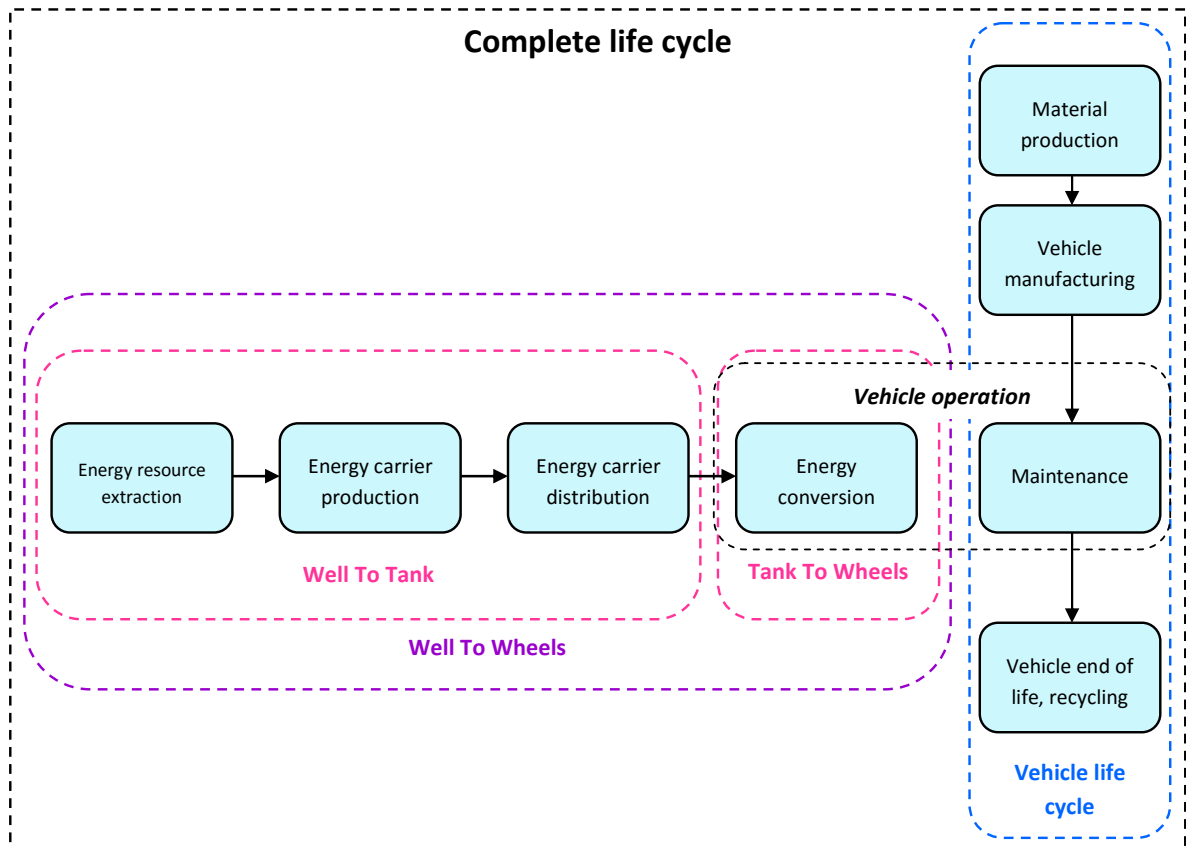 Complete life cycle
Material
production
Vehicle
manufacturing
Vehicle operation
Energy resource
extraction
Energy carrier
production
Energy carrier
distribution
Energy
conversion
Maintenance
Well To Tank
Tank To Wheels
Well To Wheels
Vehicle end of
life, recycling
Vehicle life
cycle